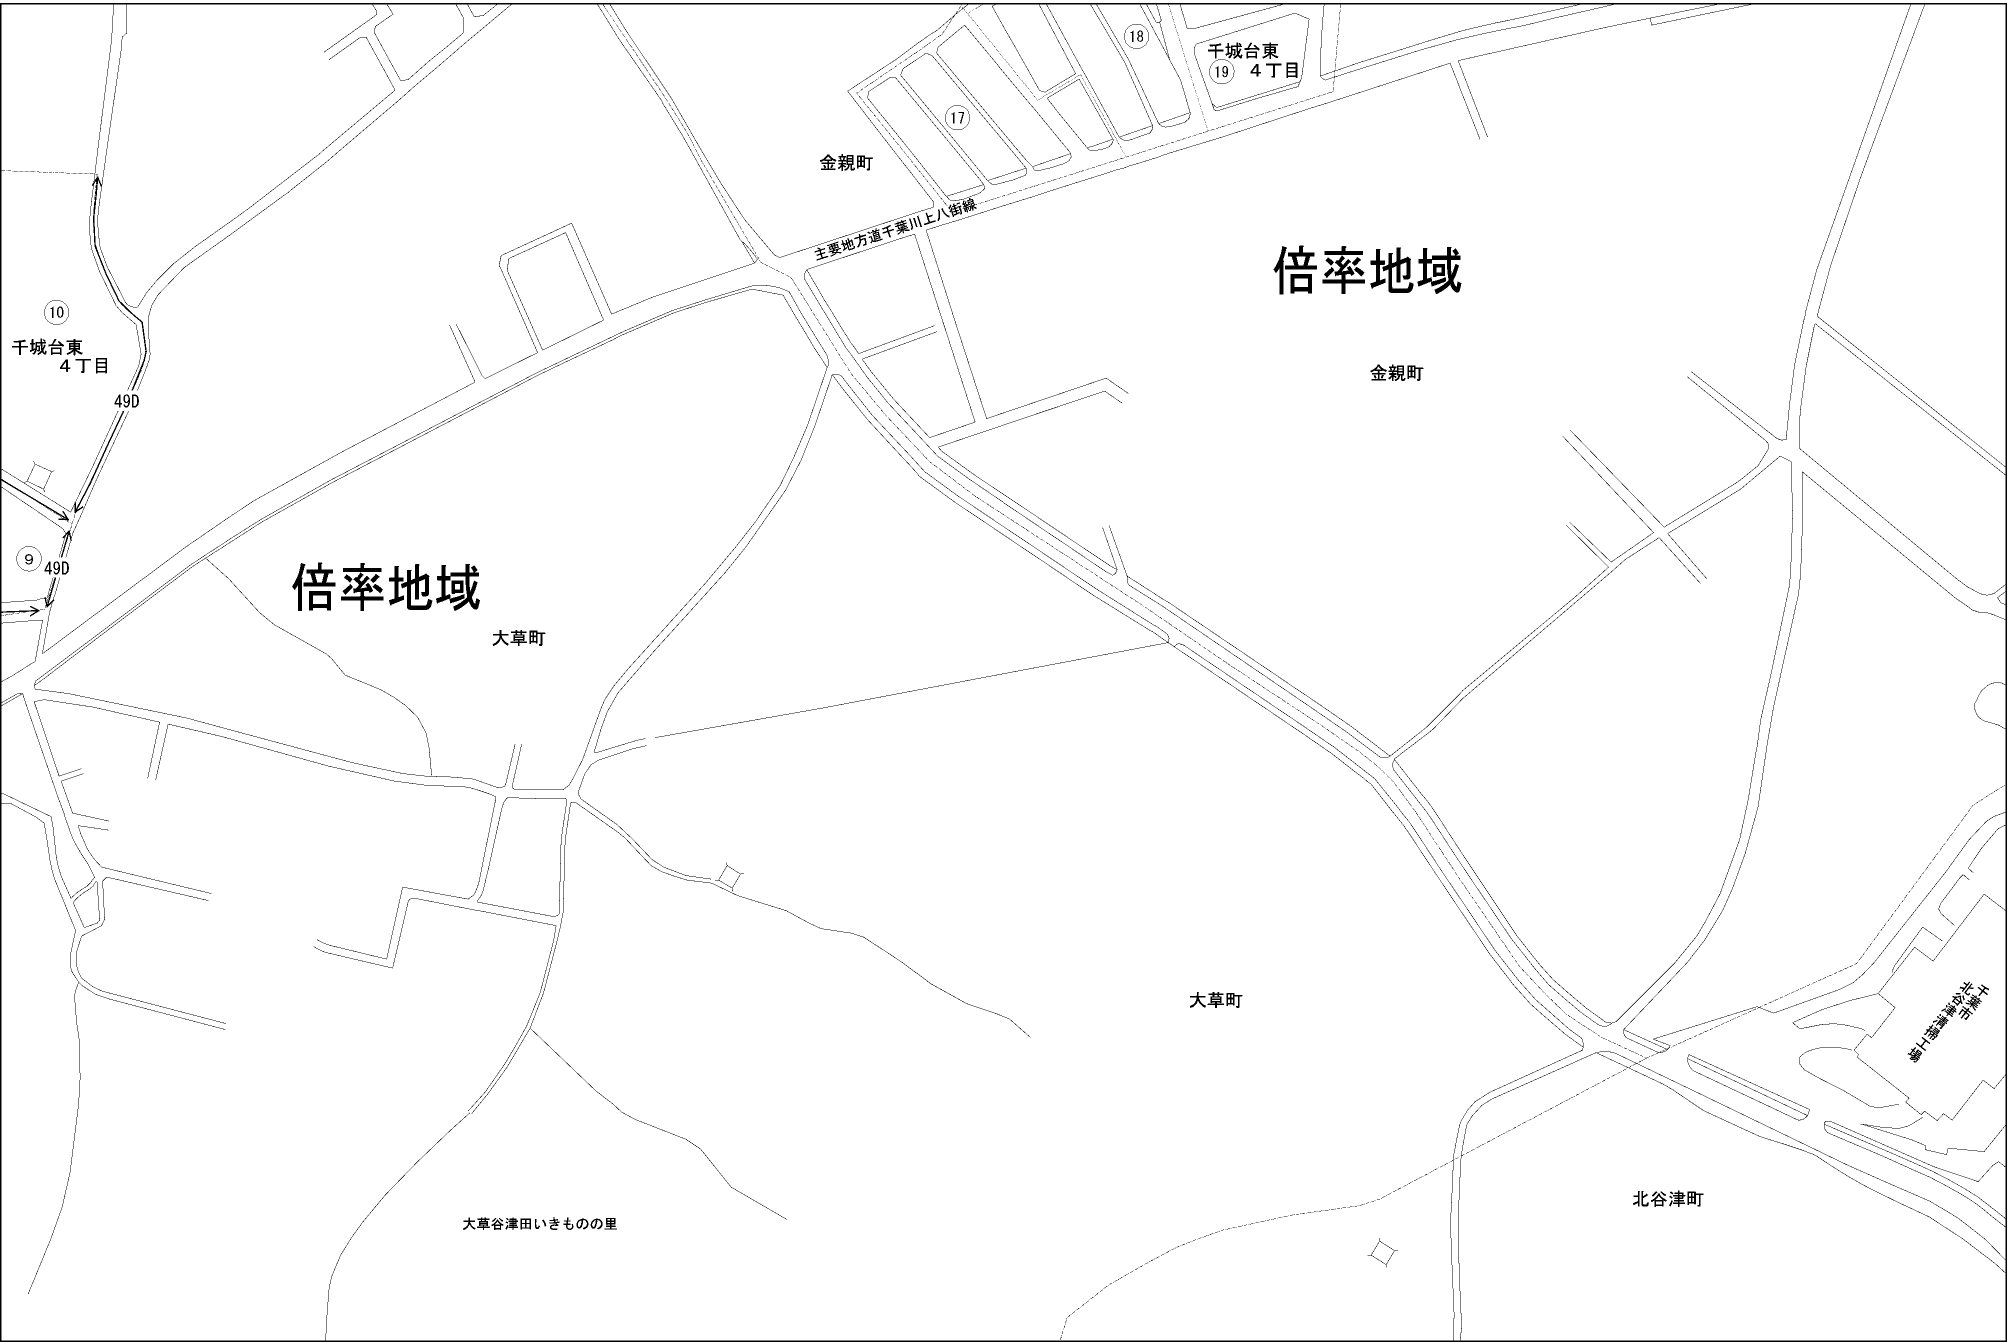 18
千城台東
19 ４丁目
17
金親町
主要地方道千葉川上八街線
倍率地域
10
千城台東
４丁目
金親町
49D
9
49D
倍率地域
大草町
大草町
千葉市
北谷津清掃工場
北谷津町
大草谷津田いきものの里